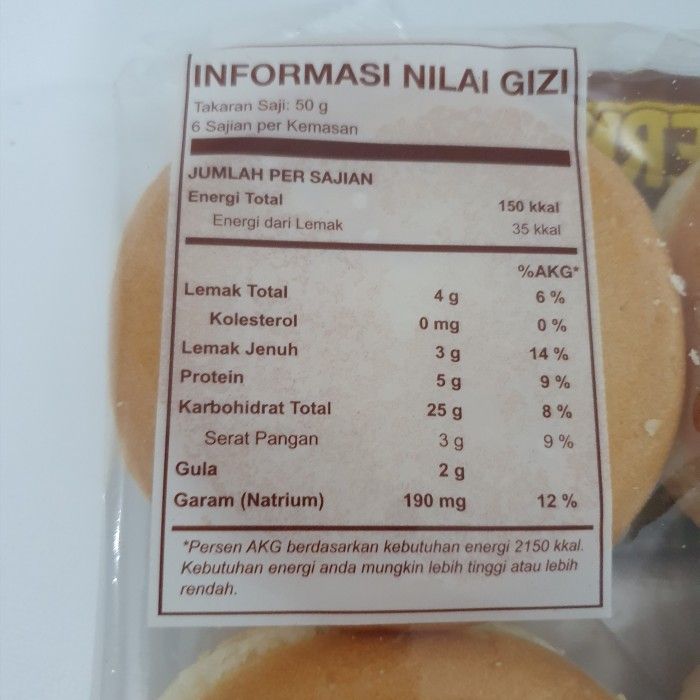 INFORMASI NILAI GIZI
Takaran Saji: 50 g
6 Sajian per Kemasan
JUMLAH PER SAJIAN
Energi Total 150 kkal
Energi dari Lemak 35 kkal
%AKG*
Lemak Total 4 g 6 %
Kolesterol 0 mg 0 %
Lemak Jenuh 3 g 14 %
Protein 5 g 9 %
Karbohidrat Total 25 g 8 %
Serat Pangan 3 g 9 %
Gula 2 g
Garam (Natrium) 190 mg 12 %
*Persen AKG berdasarkan kebutuhan energi 2150 kkal.
Kebutuhan energi anda mungkin lebih tinggi atau lebih
rendah.